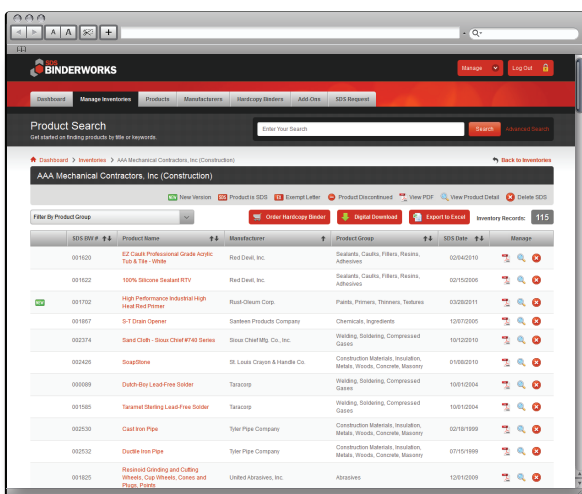 A A +
Q-
SDS
BINDERWORKS
Manage
Log Out
Dashboard Manage Inventories Products Manufacturers Hardcopy Binders Add-Ons SDS Request
Product Search
Get started on finding products by title or keywords.
Enter Your Search
Search
Advanced Search
Dashboard > Inventories > AAA Mechanical Contractors, Inc (Construction)
Back to Inventories
AAA Mechanical Contractors, Inc (Construction)
NEW New Version SDS Product is SDS Exempt Letter Product Discontinued View PDF View Product Detail Delete SDS
Filter By Product Group
Order Hardcopy Binder
Digital Download
Export to Excel
Inventory Records: 115
SDS BW # Product Name Manufacturer Product Group SDS Date Manage
001620 EZ Caulk Professional Grade Acrylic Tub & Tile - White Red Devil, Inc. Sealants, Caulks, Filters, Resins, Adhesives 02/04/2010
001622 100% Silicone Sealant RTV Red Devil, Inc. Sealants, Caulks, Filters, Resins, Adhesives 02/15/2006
NEW 001702 High Performance Industrial High Heat Red Primer Rust-Oleum Corp. Paints, Primers, Thinners, Textures 03/28/2011
001867 S-T Drain Opener Santeen Products Company Chemicals, Ingredients 12/07/2005
002374 Sand Cloth - Sioux Chief #740 Series Sioux Chief Mfg. Co., Inc. Welding, Soldering, Compressed Gases 10/12/2010
002426 SoapStone St. Louis Crayon & Handle Co. Construction Materials, Insulation, Metals, Woods, Concrete, Masonry 01/08/2010
000089 Dutch-Boy Lead-Free Solder Taracorp Welding, Soldering, Compressed Gases 10/01/2004
001585 Taramet Sterling Lead-Free Solder Taracorp Welding, Soldering, Compressed Gases 10/01/2004
002530 Cast Iron Pipe Tyler Pipe Company Construction Materials, Insulation, Metals, Woods, Concrete, Masonry 02/18/1999
002532 Ductile Iron Pipe Tyler Pipe Company Construction Materials, Insulation, Metals, Woods, Concrete, Masonry 07/15/1999
001825 Resinoid Grinding and Cutting Wheels, Cup Wheels, Cones and Plugs, Points United Abrasives, Inc. Abrasives 12/01/2009